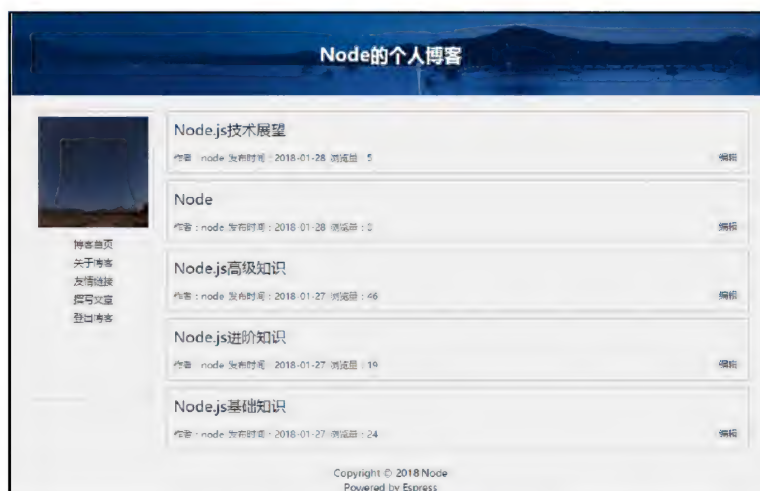 Node的个人博客
Node.js技术展望
作者：node 发布时间：2018-01-28 浏览量：5
编辑
Node
作者：node 发布时间：2018-01-28 浏览量：
编辑
Node.js高级知识
作者：node 发布时间：2018-01-27 浏览量：46
编辑
Node.js进阶知识
作者：node 发布时间：2018-01-27 浏览量：19
编辑
Node.js基础知识
作者：node 发布时间：2018-01-27 浏览量：24
编辑
博客首页
关于博客
友情链接
撰写文章
登出博客
Copyright © 2018 Node
Powered by Espress